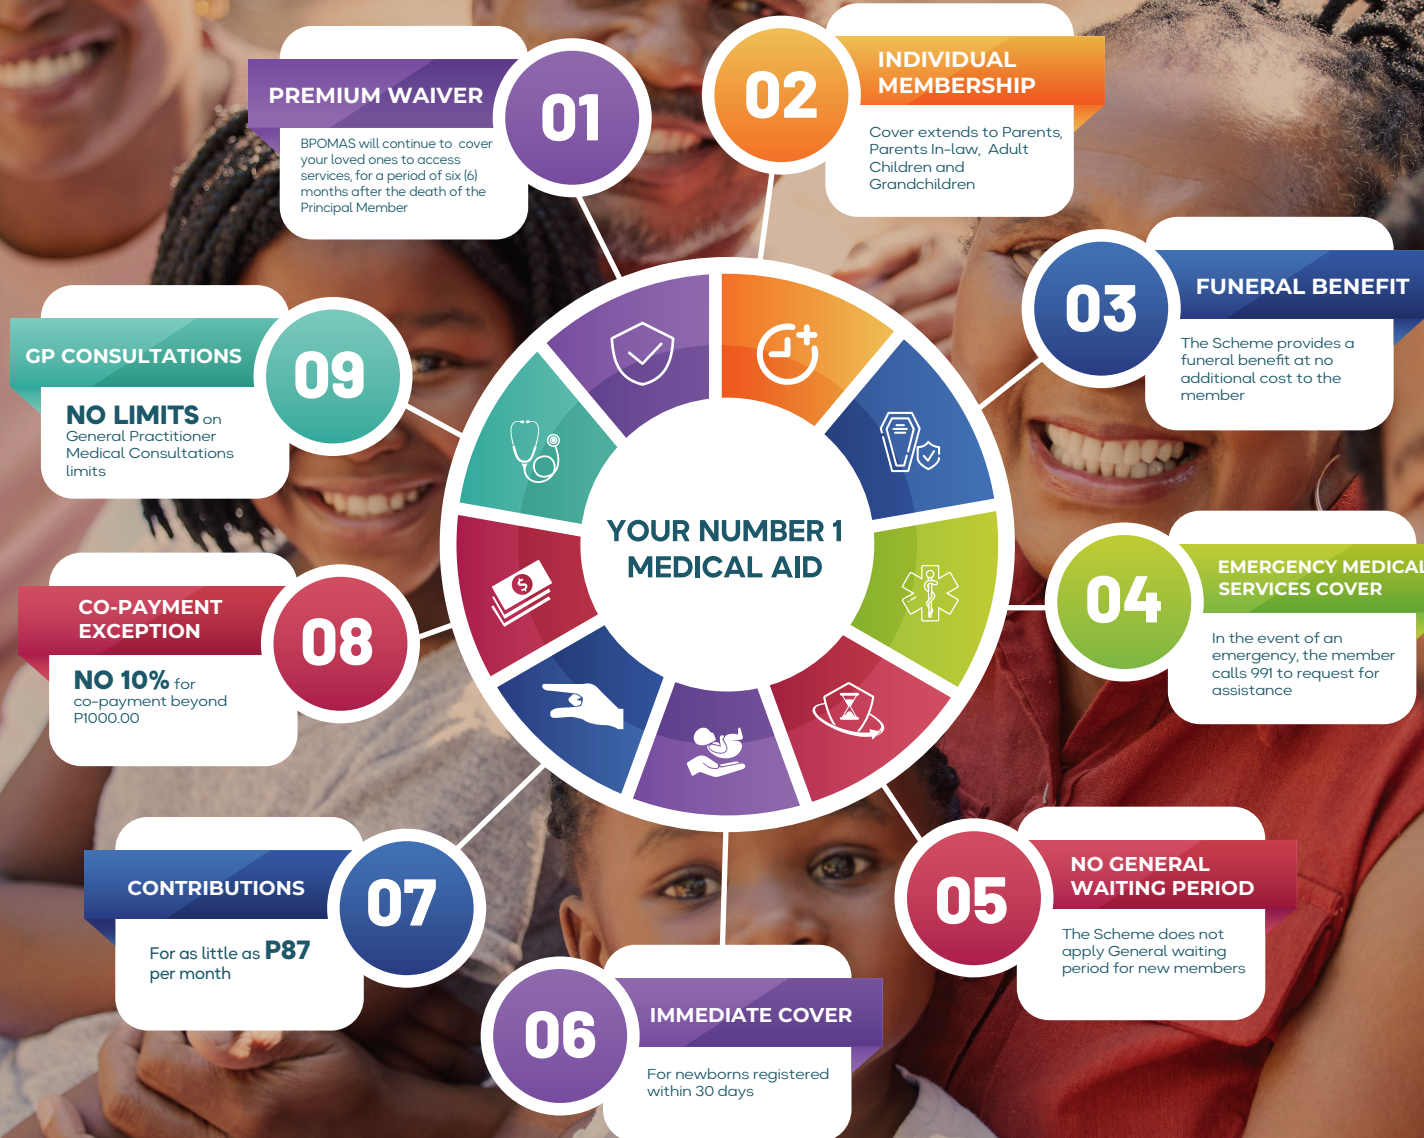 PREMIUM WAIVER
01
BPOMAS will continue to cover
your loved ones to access
services, for a period of six (6)
months after the death of the
Principal Member
02
INDIVIDUAL
MEMBERSHIP
Cover extends to Parents,
Parents In-law, Adult
Children and
Grandchildren
03
FUNERAL BENEFIT
The Scheme provides a
funeral benefit at no
additional cost to the
member
04
EMERGENCY MEDICAL
SERVICES COVER
In the event of an
emergency, the member
calls 991 to request for
assistance
05
NO GENERAL
WAITING PERIOD
The Scheme does not
apply General waiting
period for new members
06
IMMEDIATE COVER
For newborns registered
within 30 days
CONTRIBUTIONS
07
For as little as P87
per month
CO-PAYMENT
EXCEPTION
08
NO 10% for
co-payment beyond
P1000.00
GP CONSULTATIONS
09
NO LIMITS on
General Practitioner
Medical Consultations
limits
$
YOUR NUMBER 1
MEDICAL AID